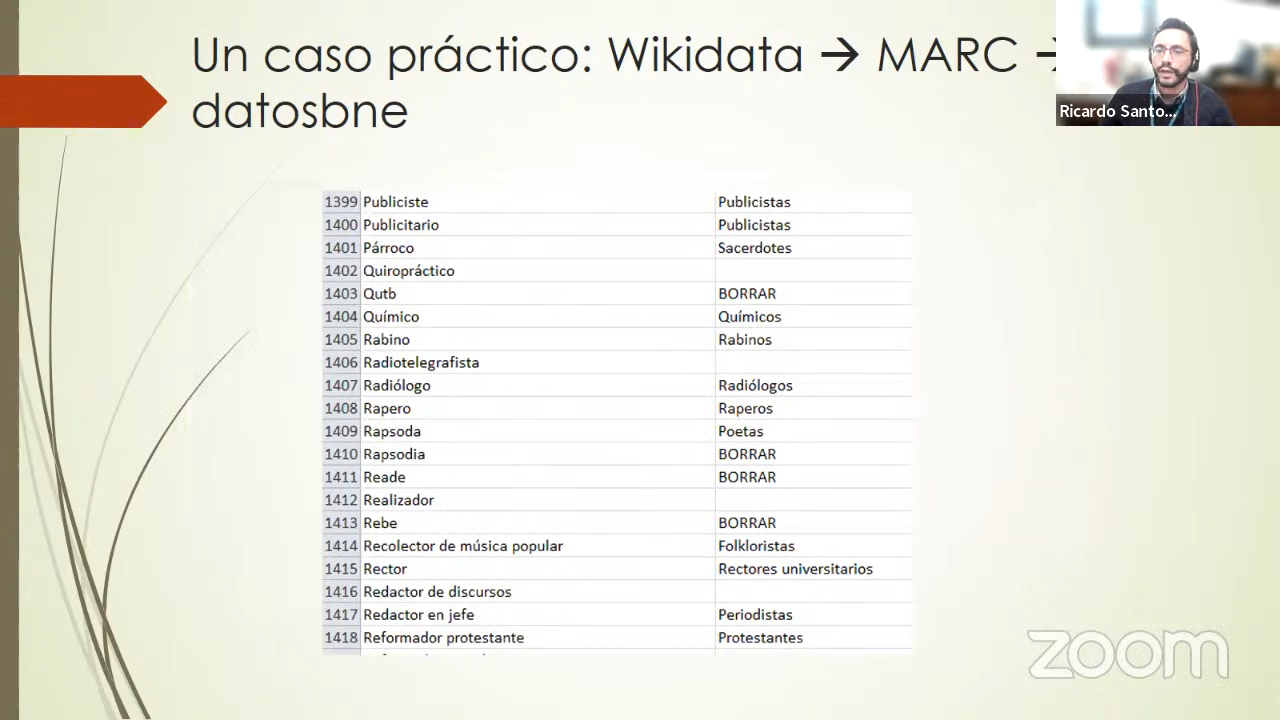 Un caso práctico: Wikidata → MARC →
datosbne
Ricardo Santo...
1399 Publiciste Publicistas
1400 Publicitario Publicistas
1401 Párroco Sacerdotes
1402 Quiropráctico
1403 Qutb BORRAR
1404 Químico Químicos
1405 Rabino Rabinos
1406 Radiotelegrafista
1407 Radiólogo Radiólogos
1408 Rapero Raperos
1409 Rapsoda Poetas
1410 Rapsodia BORRAR
1411 Reade BORRAR
1412 Realizador
1413 Rebe BORRAR
1414 Recolector de música popular Folkloristas
1415 Rector Rectores universitarios
1416 Redactor de discursos
1417 Redactor en jefe Periodistas
1418 Reformador protestante Protestantes
zoom